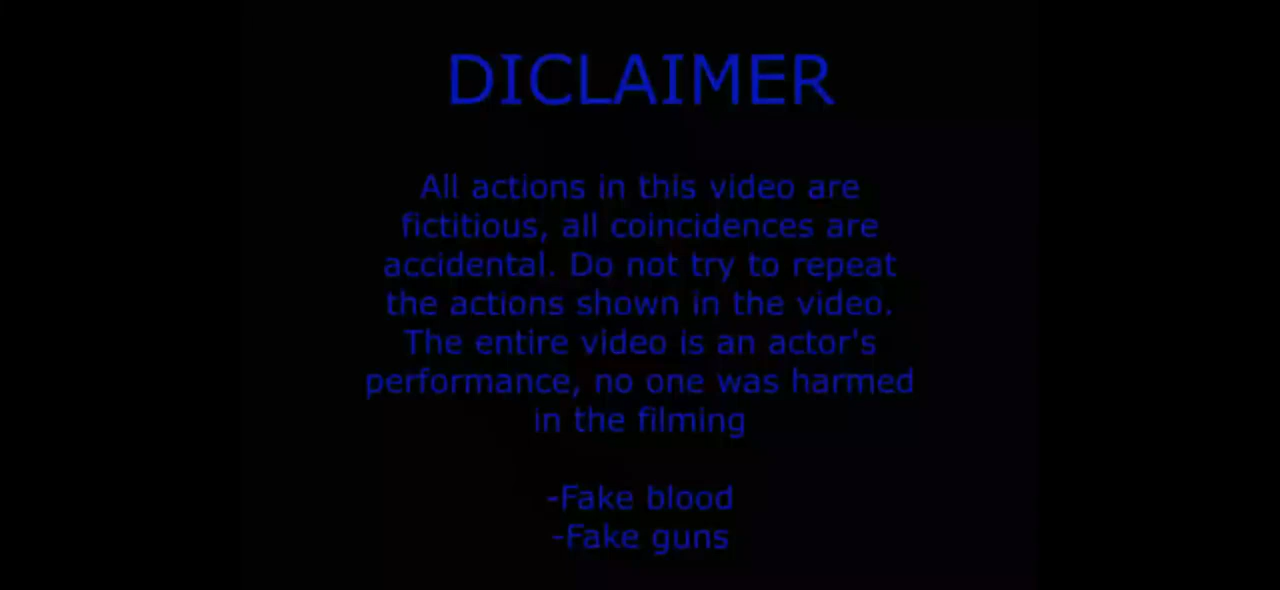 DICLAIMER
All actions in this video are
fictitious, all coincidences are
accidental. Do not try to repeat
the actions shown in the video.
The entire video is an actor's
performance, no one was harmed
in the filming
-Fake blood
-Fake guns